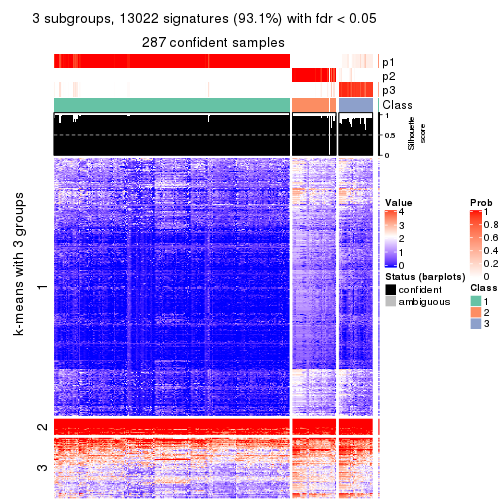 3 subgroups, 13022 signatures (93.1%) with fdr < 0.05
287 confident samples
p1
p2
p3
Class
1
0.5
0
Silhouette
score
k-means with 3 groups
1
2
3
Value
4
3
2
1
0
Status (barplots)
confident
ambiguous
Prob
1
0.8
0.6
0.4
0.2
0
Class
1
2
3